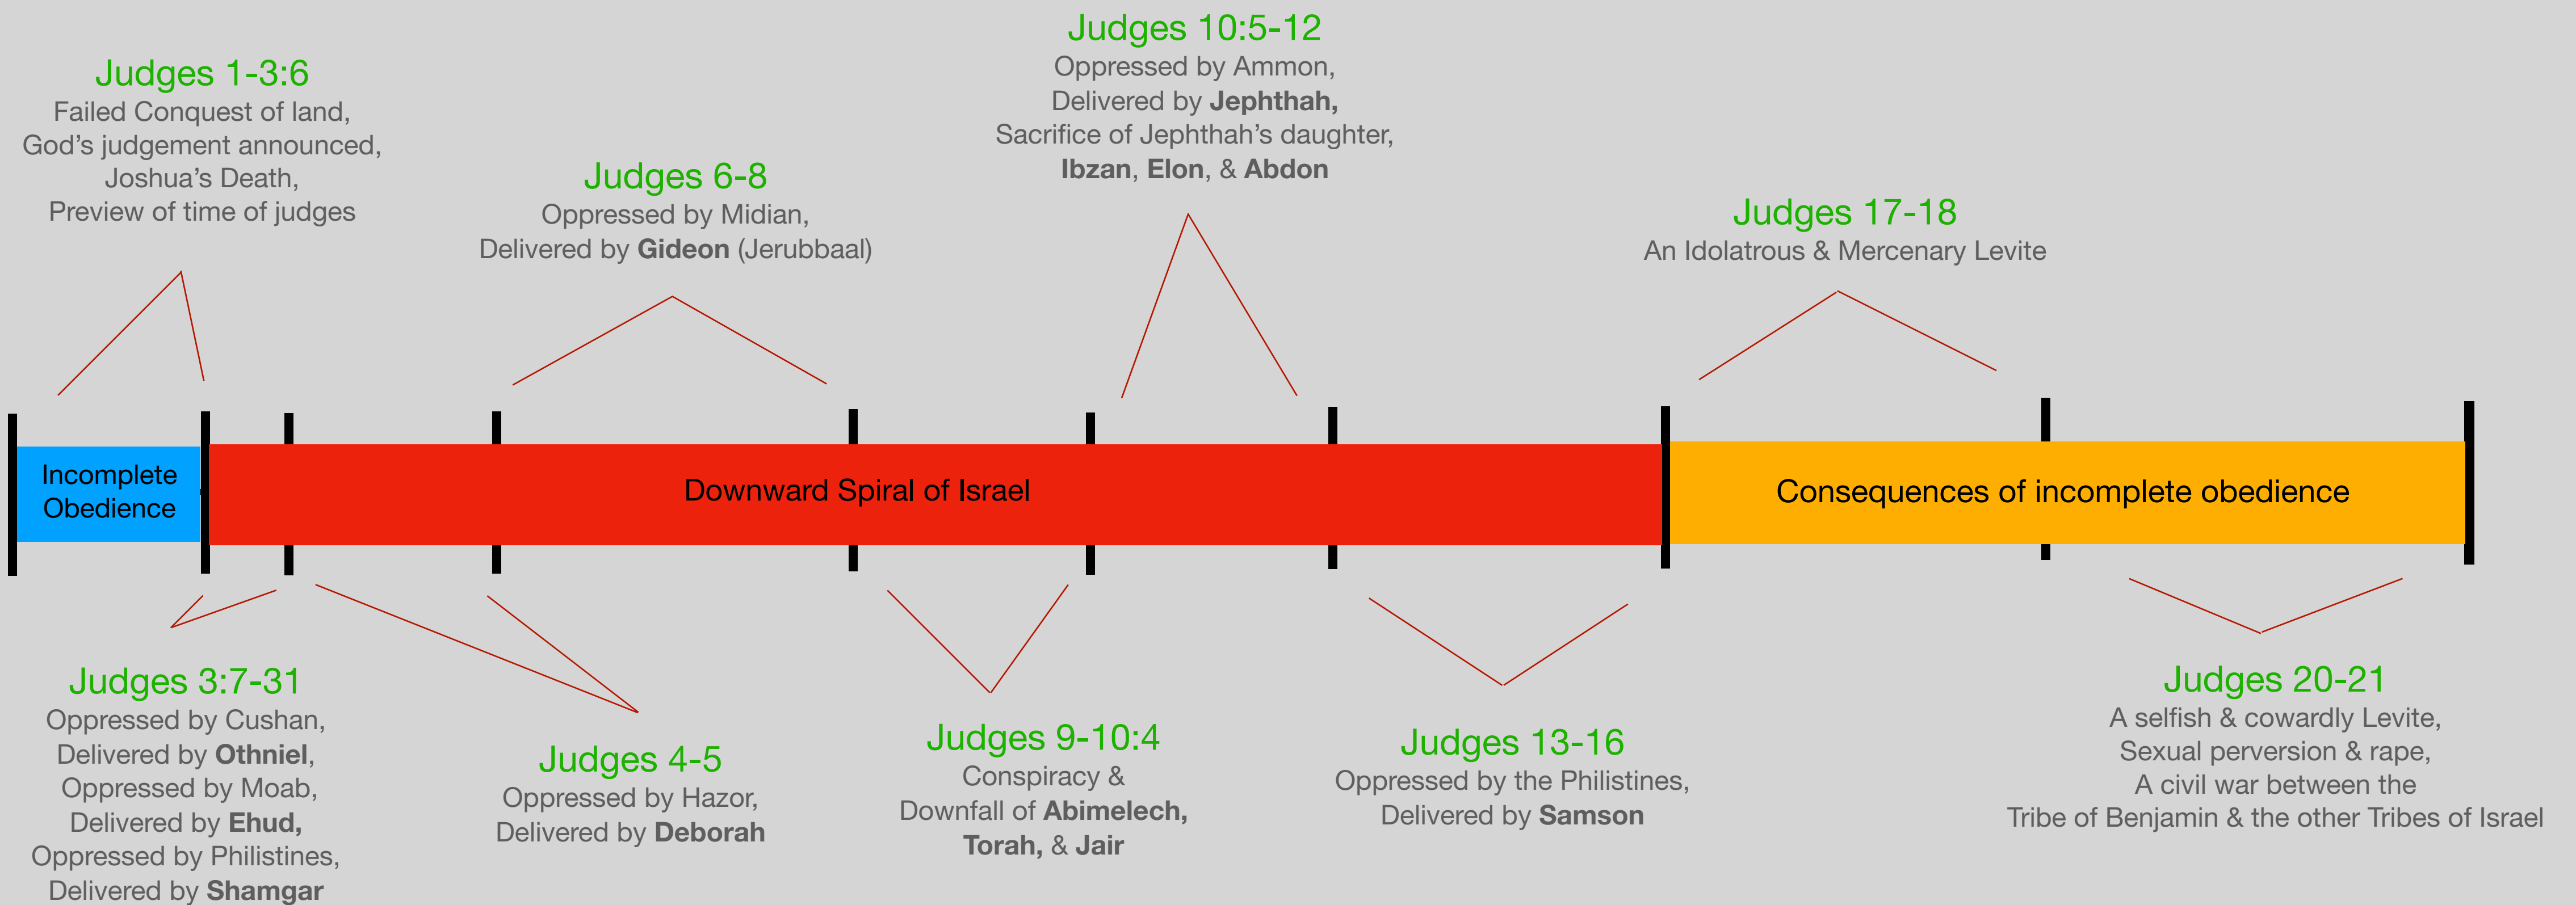 Judges 1-3:6
Failed Conquest of land,
God’s judgement announced,
Joshua’s Death,
Preview of time of judges
Judges 6-8
Oppressed by Midian,
Delivered by Gideon (Jerubbaal)
Judges 10:5-12
Oppressed by Ammon,
Delivered by Jephthah,
Sacrifice of Jephthah’s daughter,
Ibzan, Elon, & Abdon
Judges 17-18
An Idolatrous & Mercenary Levite
Incomplete
Obedience
Downward Spiral of Israel
Consequences of incomplete obedience
Judges 3:7-31
Oppressed by Cushan,
Delivered by Othniel,
Oppressed by Moab,
Delivered by Ehud,
Oppressed by Philistines,
Delivered by Shamgar
Judges 4-5
Oppressed by Hazor,
Delivered by Deborah
Judges 9-10:4
Conspiracy &
Downfall of Abimelech,
Torah, & Jair
Judges 13-16
Oppressed by the Philistines,
Delivered by Samson
Judges 20-21
A selfish & cowardly Levite,
Sexual perversion & rape,
A civil war between the
Tribe of Benjamin & the other Tribes of Israel